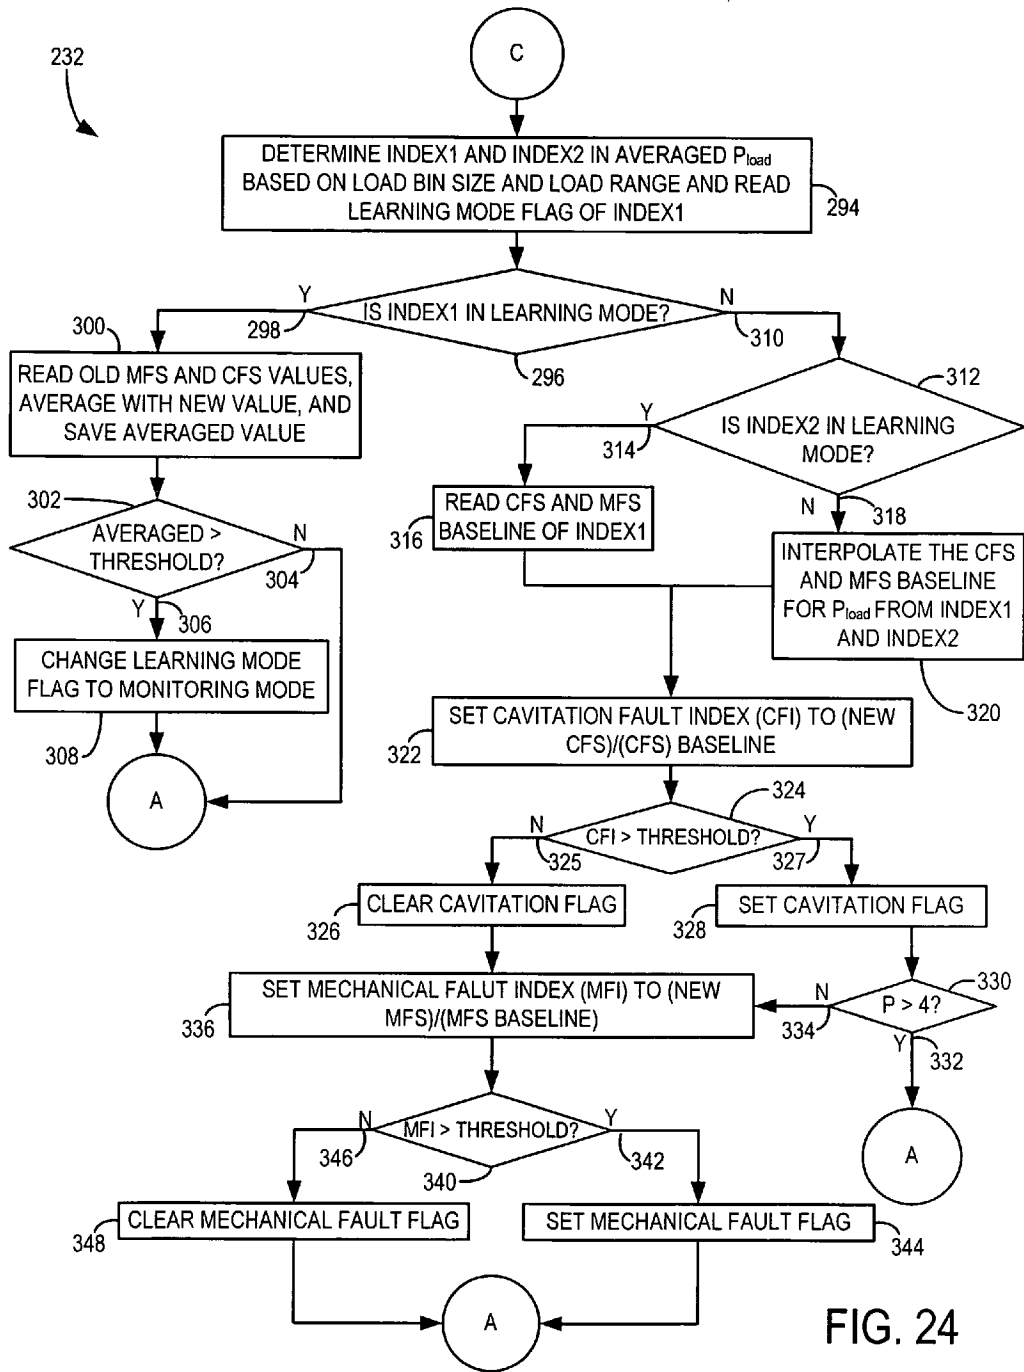 C
232
DETERMINE INDEX1 AND INDEX2 IN AVERAGED Pload
BASED ON LOAD BIN SIZE AND LOAD RANGE AND READ
LEARNING MODE FLAG OF INDEX1
294
Y
IS INDEX1 IN LEARNING MODE?
N
298
310
296
300
READ OLD MFS AND CFS VALUES,
AVERAGE WITH NEW VALUE, AND
SAVE AVERAGED VALUE
312
Y
IS INDEX2 IN LEARNING
MODE?
314
N
318
302
AVERAGED >
THRESHOLD?
N
304
Y
306
316
READ CFS AND MFS
BASELINE OF INDEX1
INTERPOLATE THE CFS
AND MFS BASELINE
FOR Pload FROM INDEX1
AND INDEX2
320
CHANGE LEARNING MODE
FLAG TO MONITORING MODE
308
A
SET CAVITATION FAULT INDEX (CFI) TO (NEW
CFS)/(CFS) BASELINE
322
324
N
CFI > THRESHOLD?
Y
325
327
CLEAR CAVITATION FLAG
326
SET CAVITATION FLAG
328
330
N
P > 4?
334
Y
332
A
SET MECHANICAL FALUT INDEX (MFI) TO (NEW
MFS)/(MFS BASELINE)
336
N
MFI > THRESHOLD?
Y
346
342
340
CLEAR MECHANICAL FAULT FLAG
348
SET MECHANICAL FAULT FLAG
344
A
FIG. 24